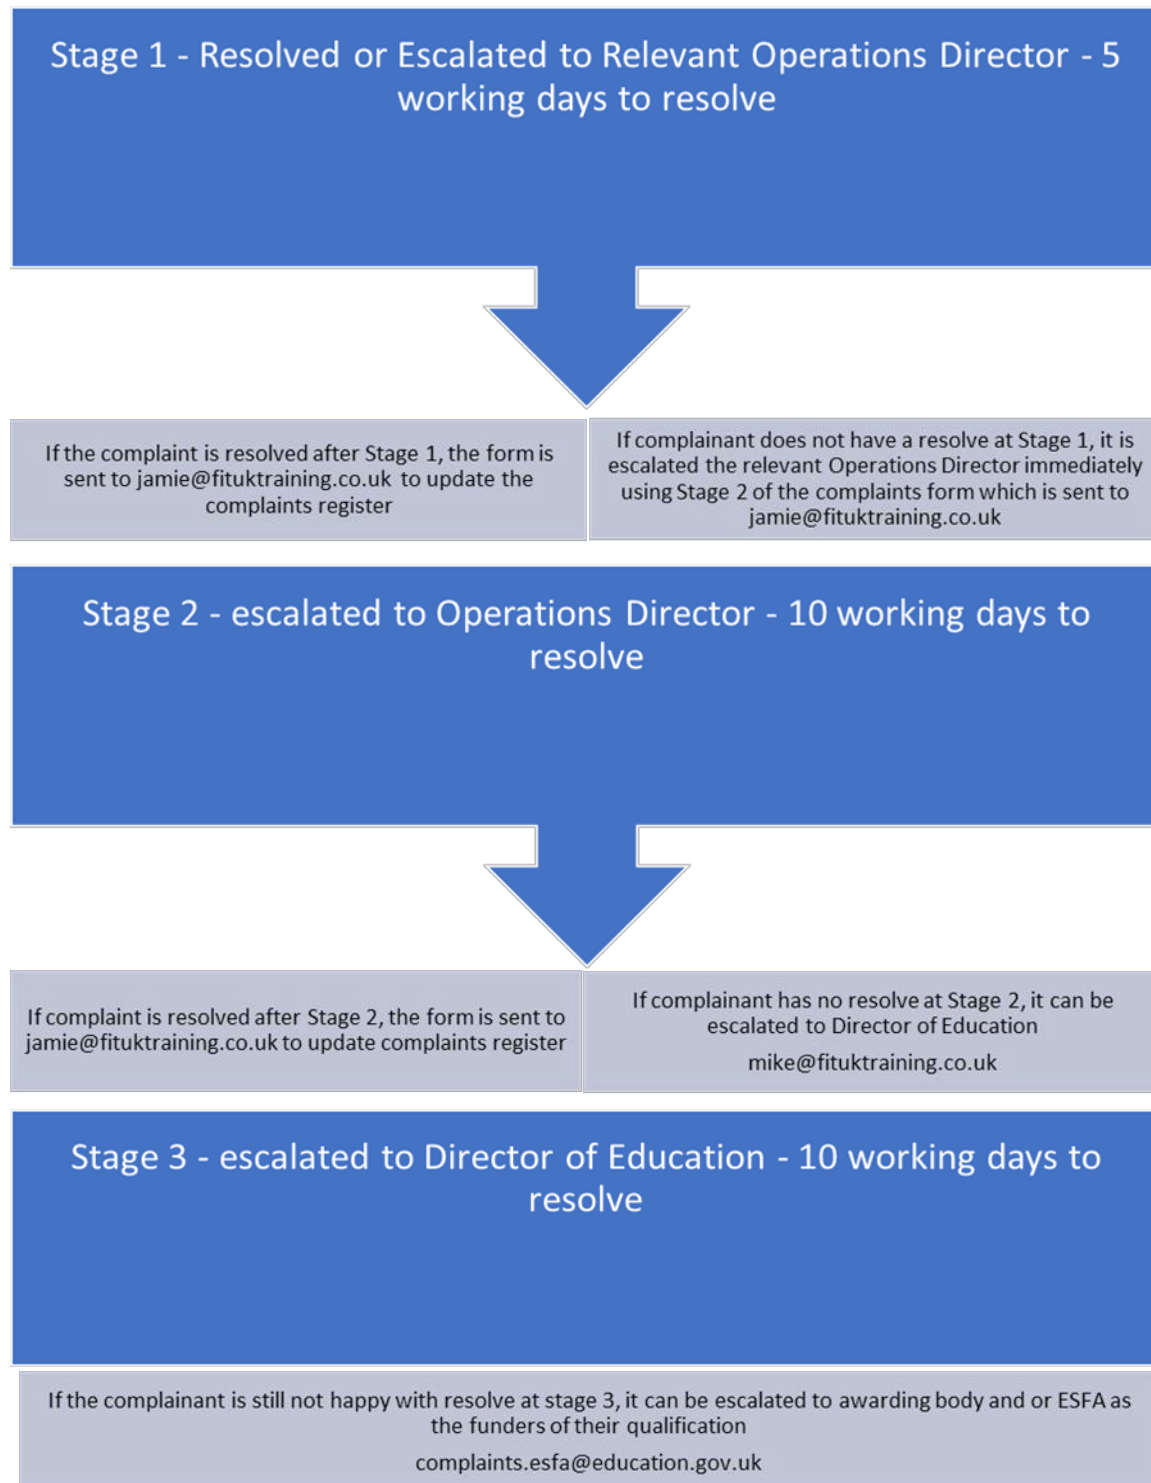 Stage 1 - Resolved or Escalated to Relevant Operations Director - 5
working days to resolve
If the complaint is resolved after Stage 1, the form is
sent to jamie@fituktraining.co.uk to update the
complaints register
If complainant does not have a resolve at Stage 1, it is
escalated the relevant Operations Director immediately
using Stage 2 of the complaints form which is sent to
jamie@fituktraining.co.uk
Stage 2 - escalated to Operations Director - 10 working days to
resolve
If complaint is resolved after Stage 2, the form is sent to
jamie@fituktraining.co.uk to update complaints register
If complainant has no resolve at Stage 2, it can be
escalated to Director of Education
mike@fituktraining.co.uk
Stage 3 - escalated to Director of Education - 10 working days to
resolve
If the complainant is still not happy with resolve at stage 3, it can be escalated to awarding body and or ESFA as
the funders of their qualification
complaints.esfa@education.gov.uk